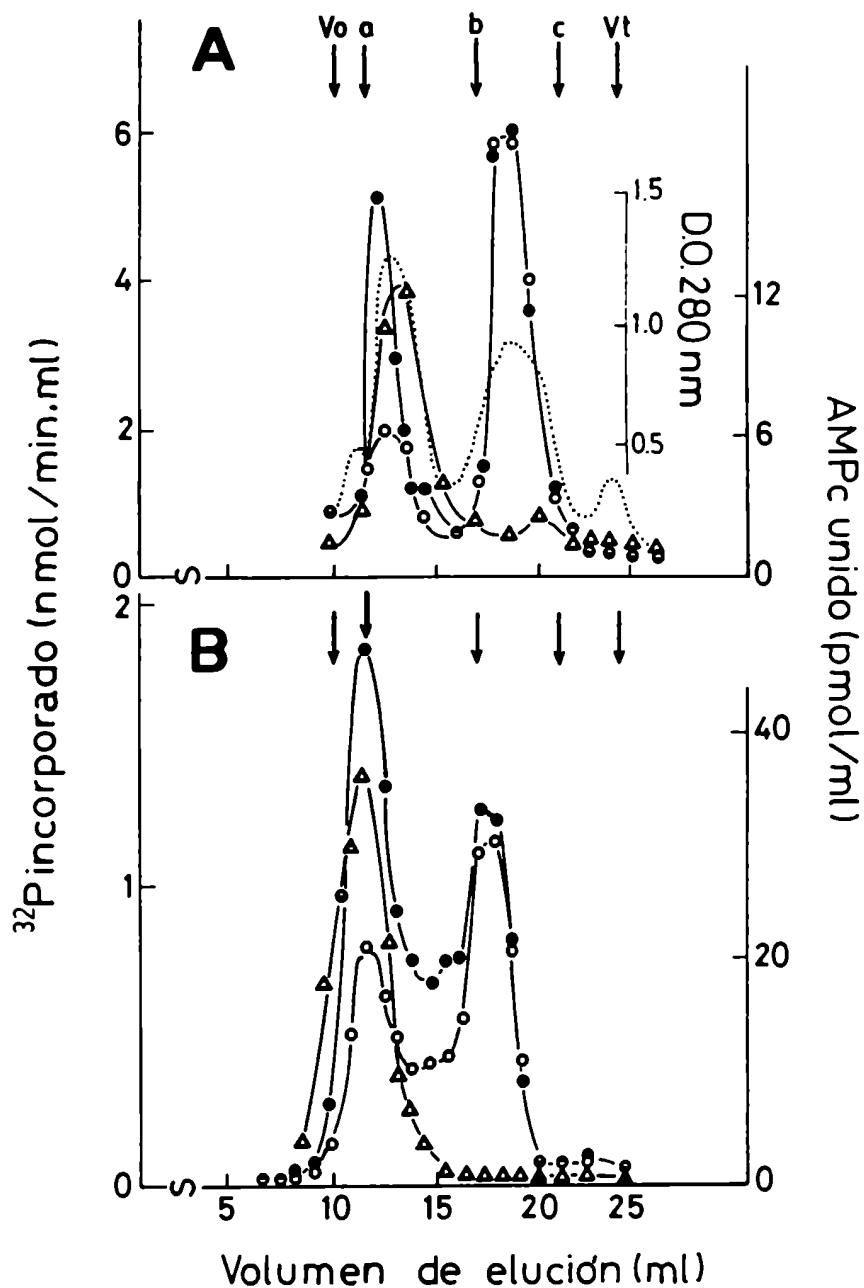 A
Vo a b c Vt
6
4
2
0
1.5
1.0
0.5
D.O. 280 nm
12
6
0
AMPc unido (pmol/ml)
³²P incorporado (nmol/min.ml)
B
2
1
0
40
20
0
5 10 15 20 25
Volumen de elución (ml)